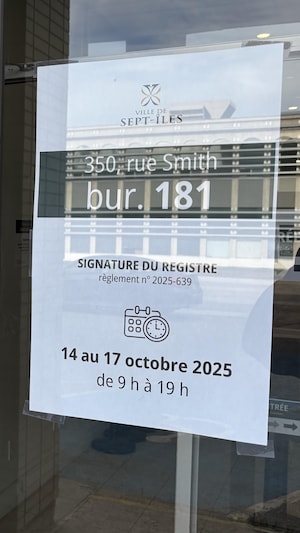 VILLE DE
SEPT-ÎLES
350, rue Smith
bur. 181
SIGNATURE DU REGISTRE
règlement n° 2025-639
14 au 17 octobre 2025
de 9 h à 19 h
TRÉE